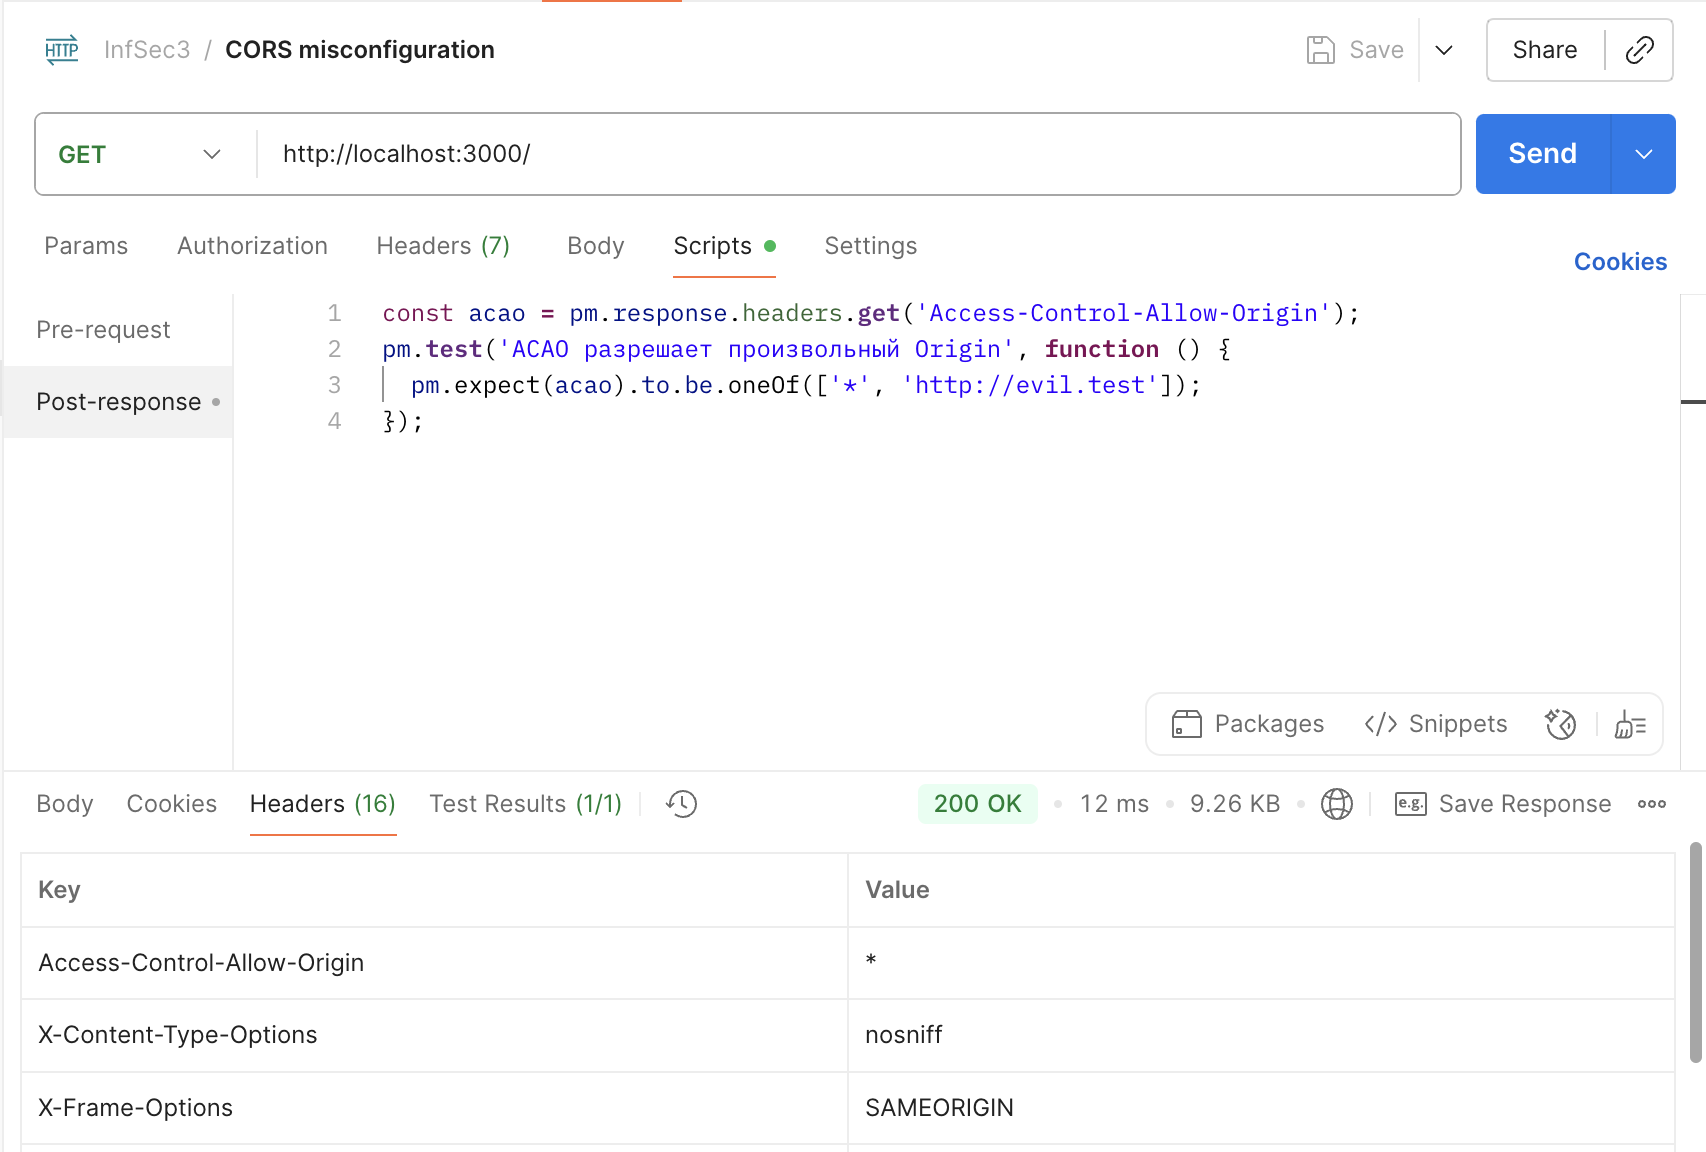 HTTP InfSec3 / CORS misconfiguration Save Share
GET http://localhost:3000/ Send
Params Authorization Headers (7) Body Scripts Settings Cookies
Pre-request
Post-response
1 const acao = pm.response.headers.get('Access-Control-Allow-Origin');
2 pm.test('ACAO разрешает произвольный Origin', function () {
3 pm.expect(acao).to.be.oneOf(['*', 'http://evil.test']);
4 });
Packages </> Snippets
Body Cookies Headers (16) Test Results (1/1) 200 OK • 12 ms • 9.26 KB • e.g. Save Response
Key Value
Access-Control-Allow-Origin *
X-Content-Type-Options nosniff
X-Frame-Options SAMEORIGIN